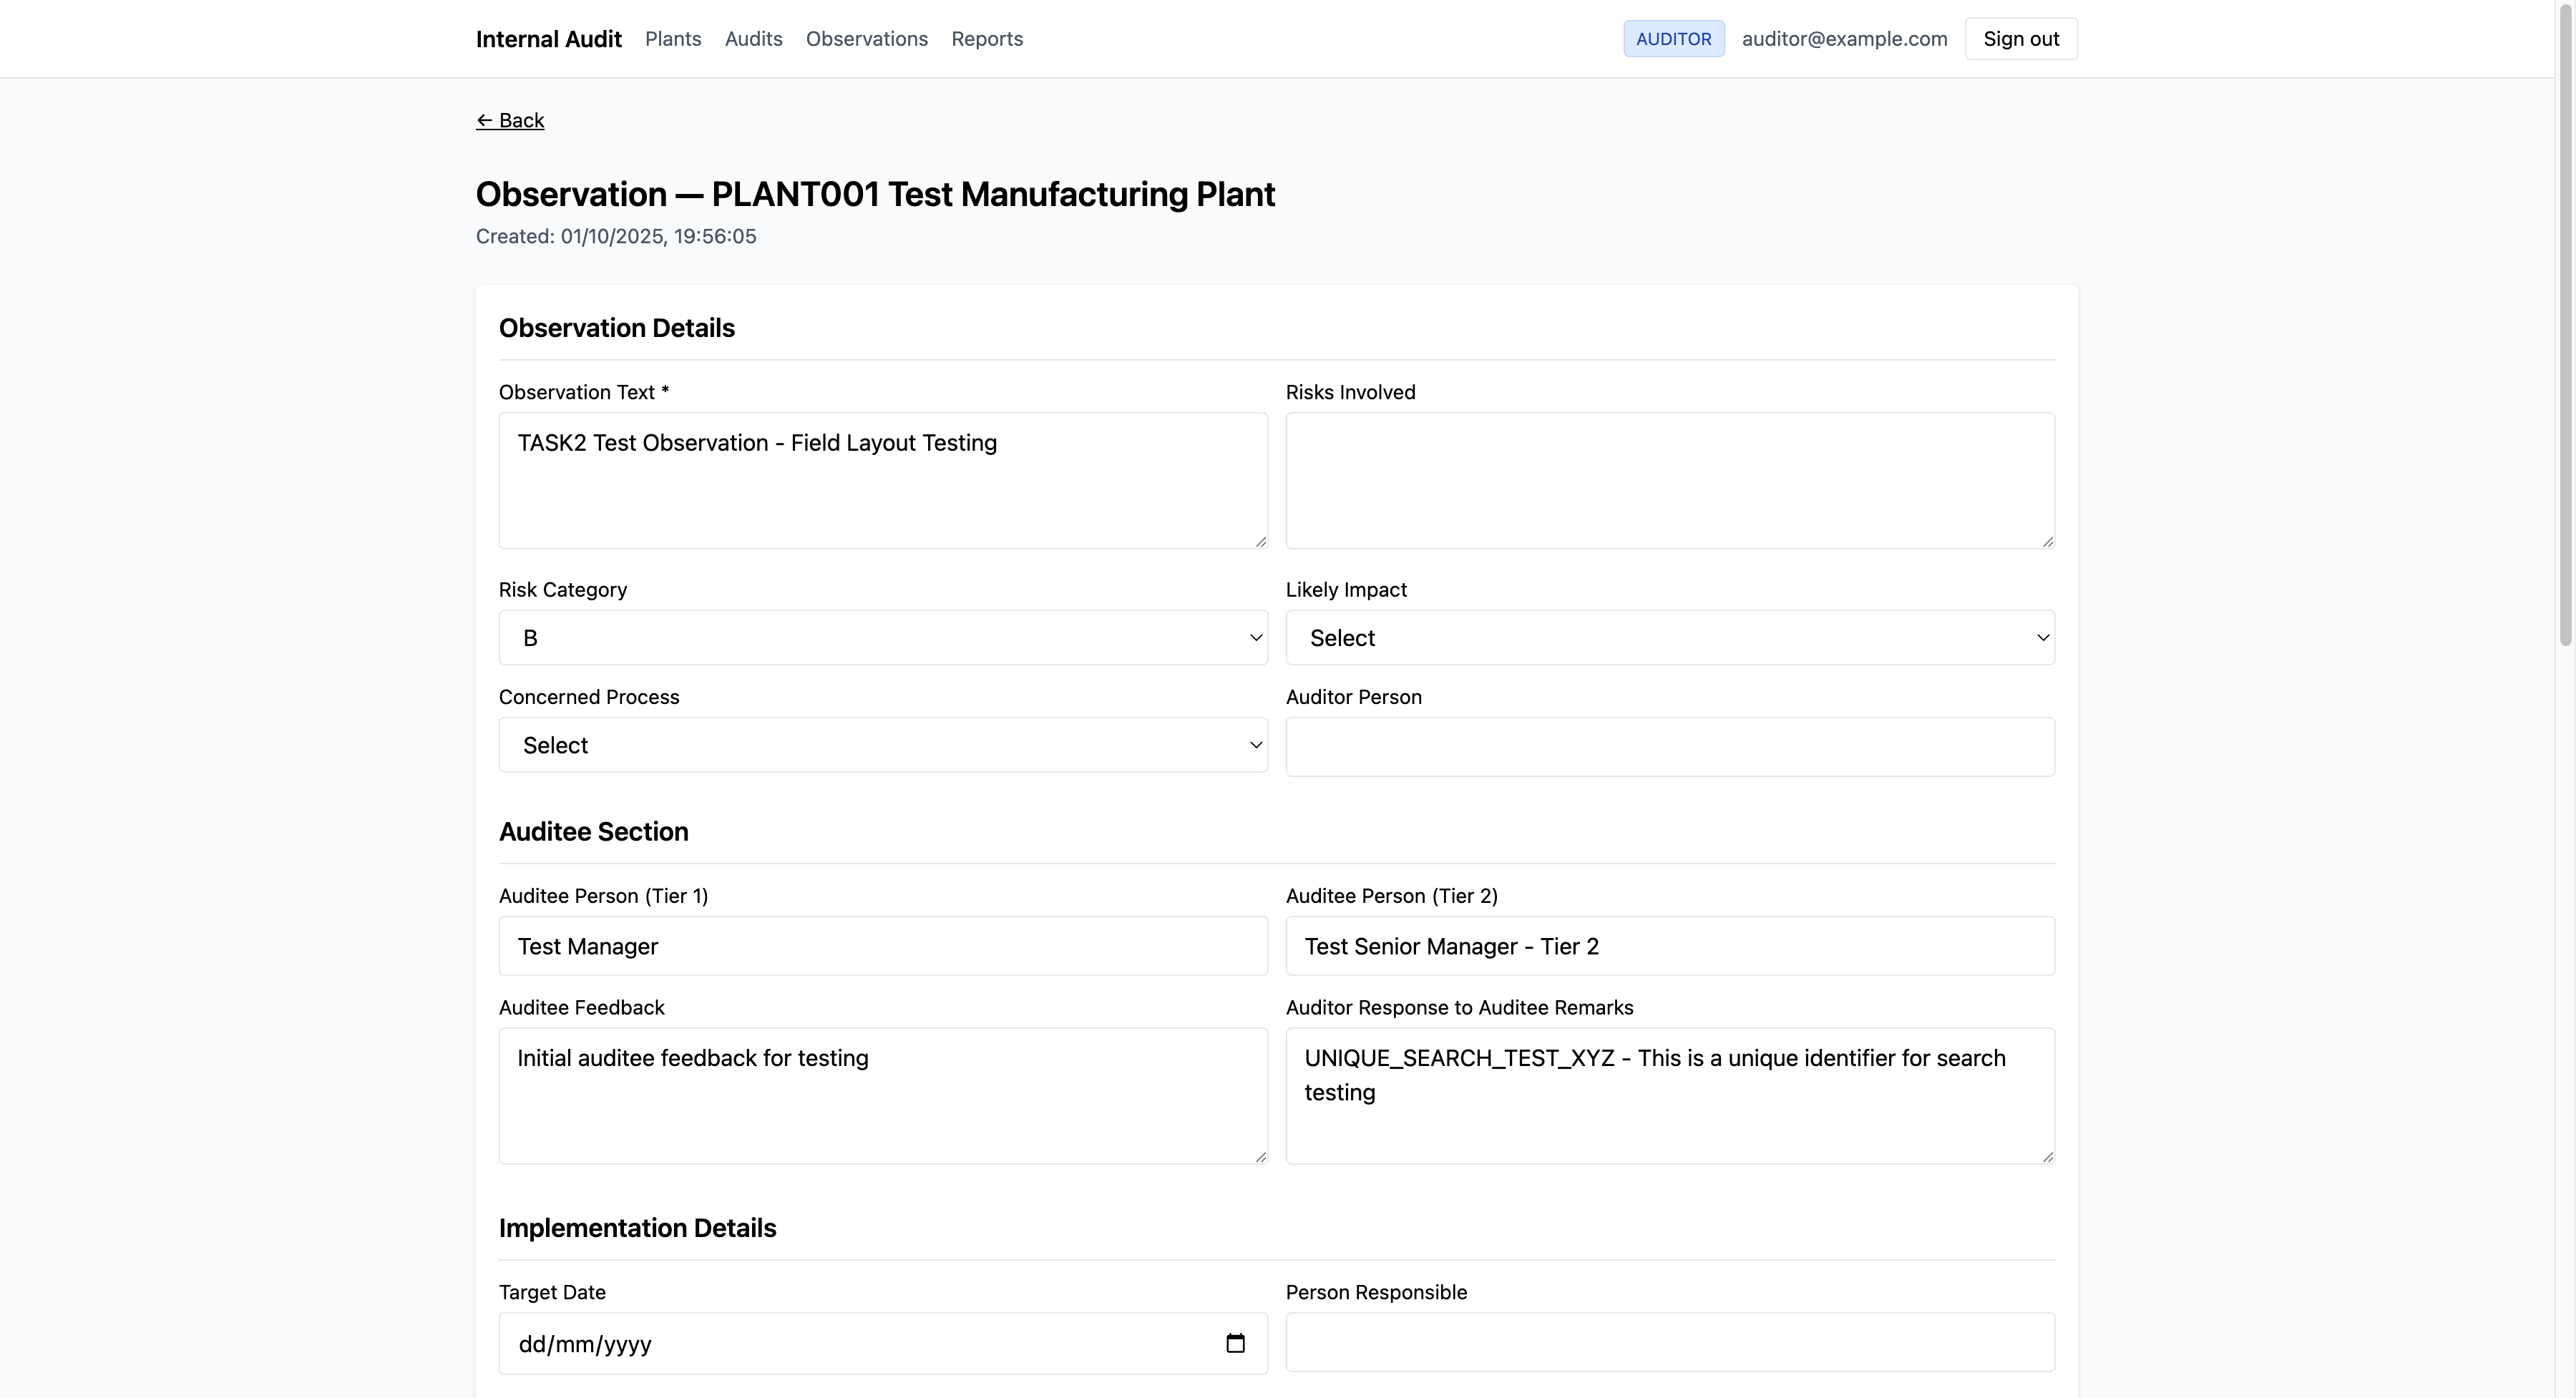 Internal Audit Plants Audits Observations Reports AUDITOR auditor@example.com Sign out
← Back
Observation — PLANT001 Test Manufacturing Plant
Created: 01/10/2025, 19:56:05
Observation Details
Observation Text * Risks Involved
TASK2 Test Observation - Field Layout Testing
Risk Category Likely Impact
B Select
Concerned Process Auditor Person
Select
Auditee Section
Auditee Person (Tier 1) Auditee Person (Tier 2)
Test Manager Test Senior Manager - Tier 2
Auditee Feedback Auditor Response to Auditee Remarks
Initial auditee feedback for testing UNIQUE_SEARCH_TEST_XYZ - This is a unique identifier for search
testing
Implementation Details
Target Date Person Responsible
dd/mm/yyyy